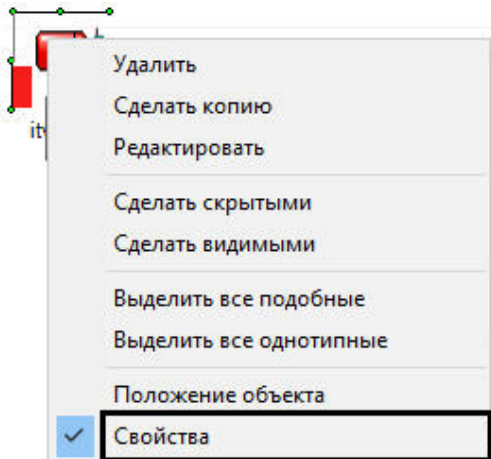 Удалить
Сделать копию
Редактировать
Сделать скрытыми
Сделать видимыми
Выделить все подобные
Выделить все однотипные
Положение объекта
Свойства